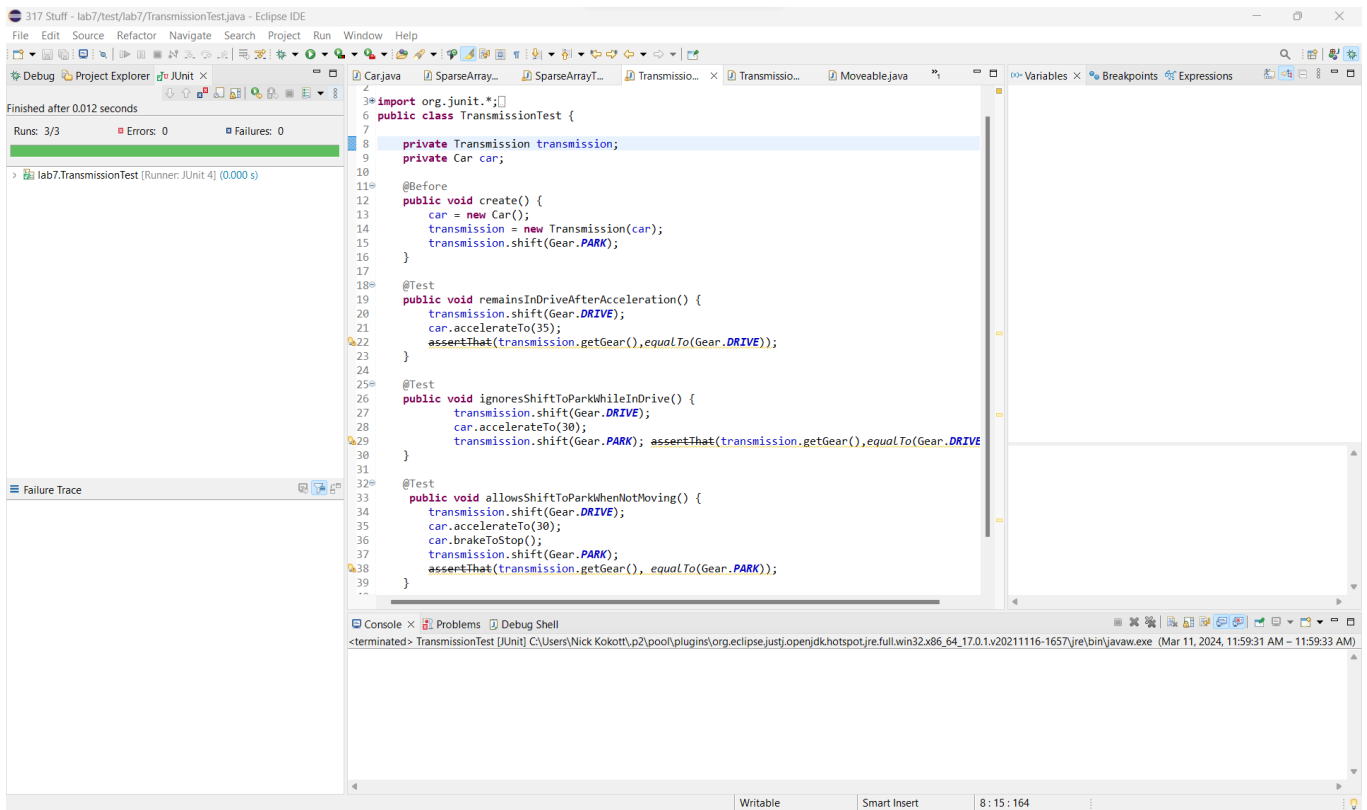 317 Stuff - lab7/test/lab7/TransmissionTest.java - Eclipse IDE
File Edit Source Refactor Navigate Search Project Run Window Help
Debug Project Explorer JUnit ×
Finished after 0.012 seconds
Runs: 3/3 Errors: 0 Failures: 0
lab7.TransmissionTest [Runner: JUnit 4] (0.000 s)
Failure Trace
Car.java SparseArray... SparseArrayT... Transmissio... × Transmissio... Moveable.java »1
2
3 import org.junit.*;
6 public class TransmissionTest {
7
8 private Transmission transmission;
9 private Car car;
10
11 @Before
12 public void create() {
13 car = new Car();
14 transmission = new Transmission(car);
15 transmission.shift(Gear.PARK);
16 }
17
18 @Test
19 public void remainsInDriveAfterAcceleration() {
20 transmission.shift(Gear.DRIVE);
21 car.accelerateTo(35);
22 assertThat(transmission.getGear(),equalTo(Gear.DRIVE));
23 }
24
25 @Test
26 public void ignoresShiftToParkWhileInDrive() {
27 transmission.shift(Gear.DRIVE);
28 car.accelerateTo(30);
29 transmission.shift(Gear.PARK); assertThat(transmission.getGear(),equalTo(Gear.DRIVE
30 }
31
32 @Test
33 public void allowsShiftToParkWhenNotMoving() {
34 transmission.shift(Gear.DRIVE);
35 car.accelerateTo(30);
36 car.brakeToStop();
37 transmission.shift(Gear.PARK);
38 assertThat(transmission.getGear(), equalTo(Gear.PARK));
39 }
Variables × Breakpoints Expressions
Console × Problems Debug Shell
<terminated> TransmissionTest [JUnit] C:\Users\Nick Kokott\.p2\pool\plugins\org.eclipse.justj.openjdk.hotspot.jre.full.win32.x86_64_17.0.1.v20211116-1657\jre\bin\javaw.exe (Mar 11, 2024, 11:59:31 AM – 11:59:33 AM)
Writable Smart Insert 8 : 15 : 164